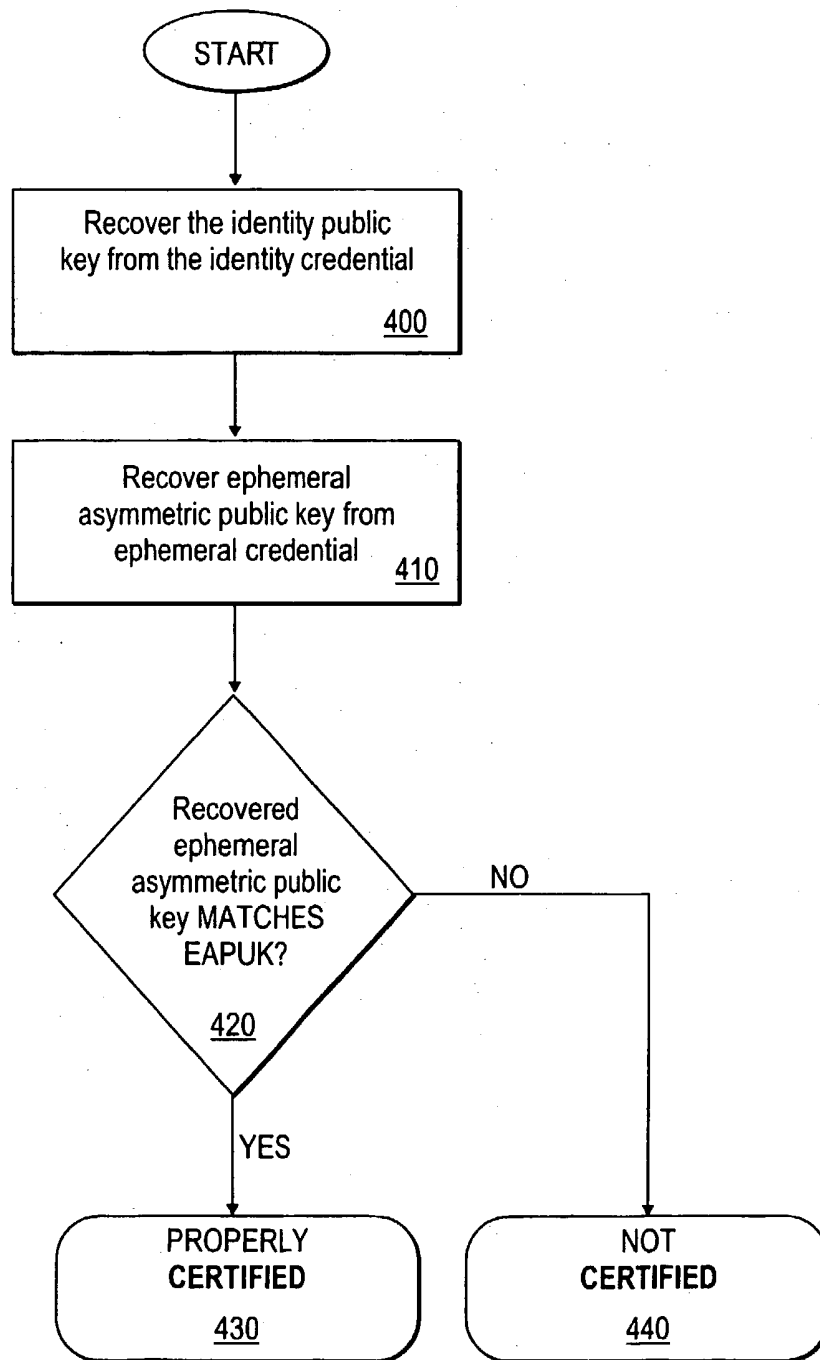 START
Recover the identity public
key from the identity credential
400
Recover ephemeral
asymmetric public key from
ephemeral credential
410
Recovered
ephemeral
asymmetric public
key MATCHES
EAPUK?
420
NO
YES
PROPERLY
CERTIFIED
430
NOT
CERTIFIED
440